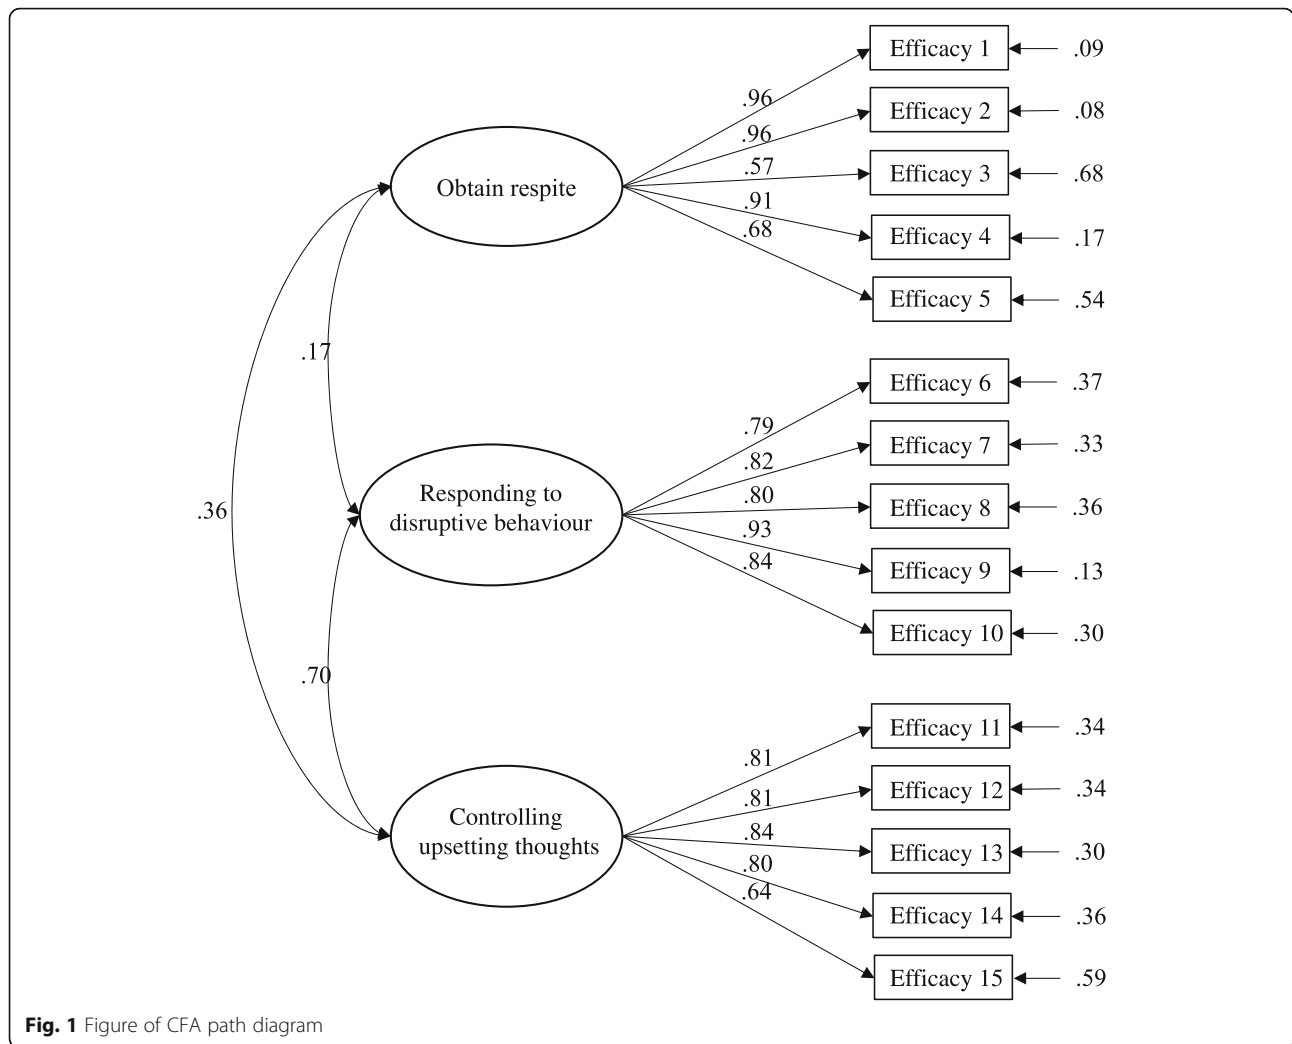 Efficacy 1
.09
.96
Efficacy 2
.08
.96
Efficacy 3
.68
.57
Obtain respite
.91
Efficacy 4
.17
.68
Efficacy 5
.54
.17
Efficacy 6
.37
.79
Efficacy 7
.33
.82
Responding to
disruptive behaviour
.80
Efficacy 8
.36
.36
.93
Efficacy 9
.13
.84
Efficacy 10
.30
.70
Efficacy 11
.34
.81
Efficacy 12
.34
.81
Controlling
upsetting thoughts
.84
Efficacy 13
.30
.80
Efficacy 14
.36
.64
Efficacy 15
.59
Fig. 1 Figure of CFA path diagram